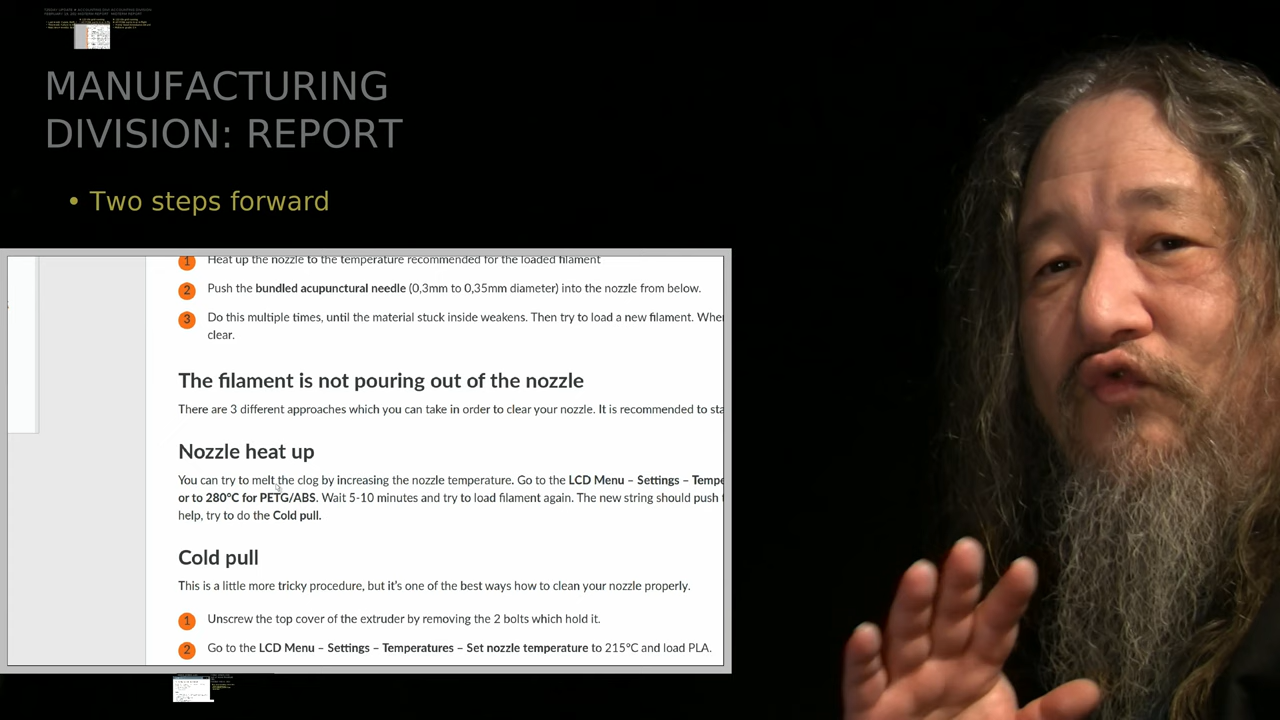 MANUFACTURING
DIVISION: REPORT
• Two steps forward
1 Heat up the nozzle to the temperature recommended for the loaded filament
2 Push the bundled acupunctural needle (0,3mm to 0,35mm diameter) into the nozzle from below.
3 Do this multiple times, until the material stuck inside weakens. Then try to load a new filament. Wher
clear.
The filament is not pouring out of the nozzle
There are 3 different approaches which you can take in order to clear your nozzle. It is recommended to sta
Nozzle heat up
You can try to melt the clog by increasing the nozzle temperature. Go to the LCD Menu – Settings – Tempe
or to 280°C for PETG/ABS. Wait 5-10 minutes and try to load filament again. The new string should push
help, try to do the Cold pull.
Cold pull
This is a little more tricky procedure, but it's one of the best ways how to clean your nozzle properly.
1 Unscrew the top cover of the extruder by removing the 2 bolts which hold it.
2 Go to the LCD Menu – Settings – Temperatures – Set nozzle temperature to 215°C and load PLA.